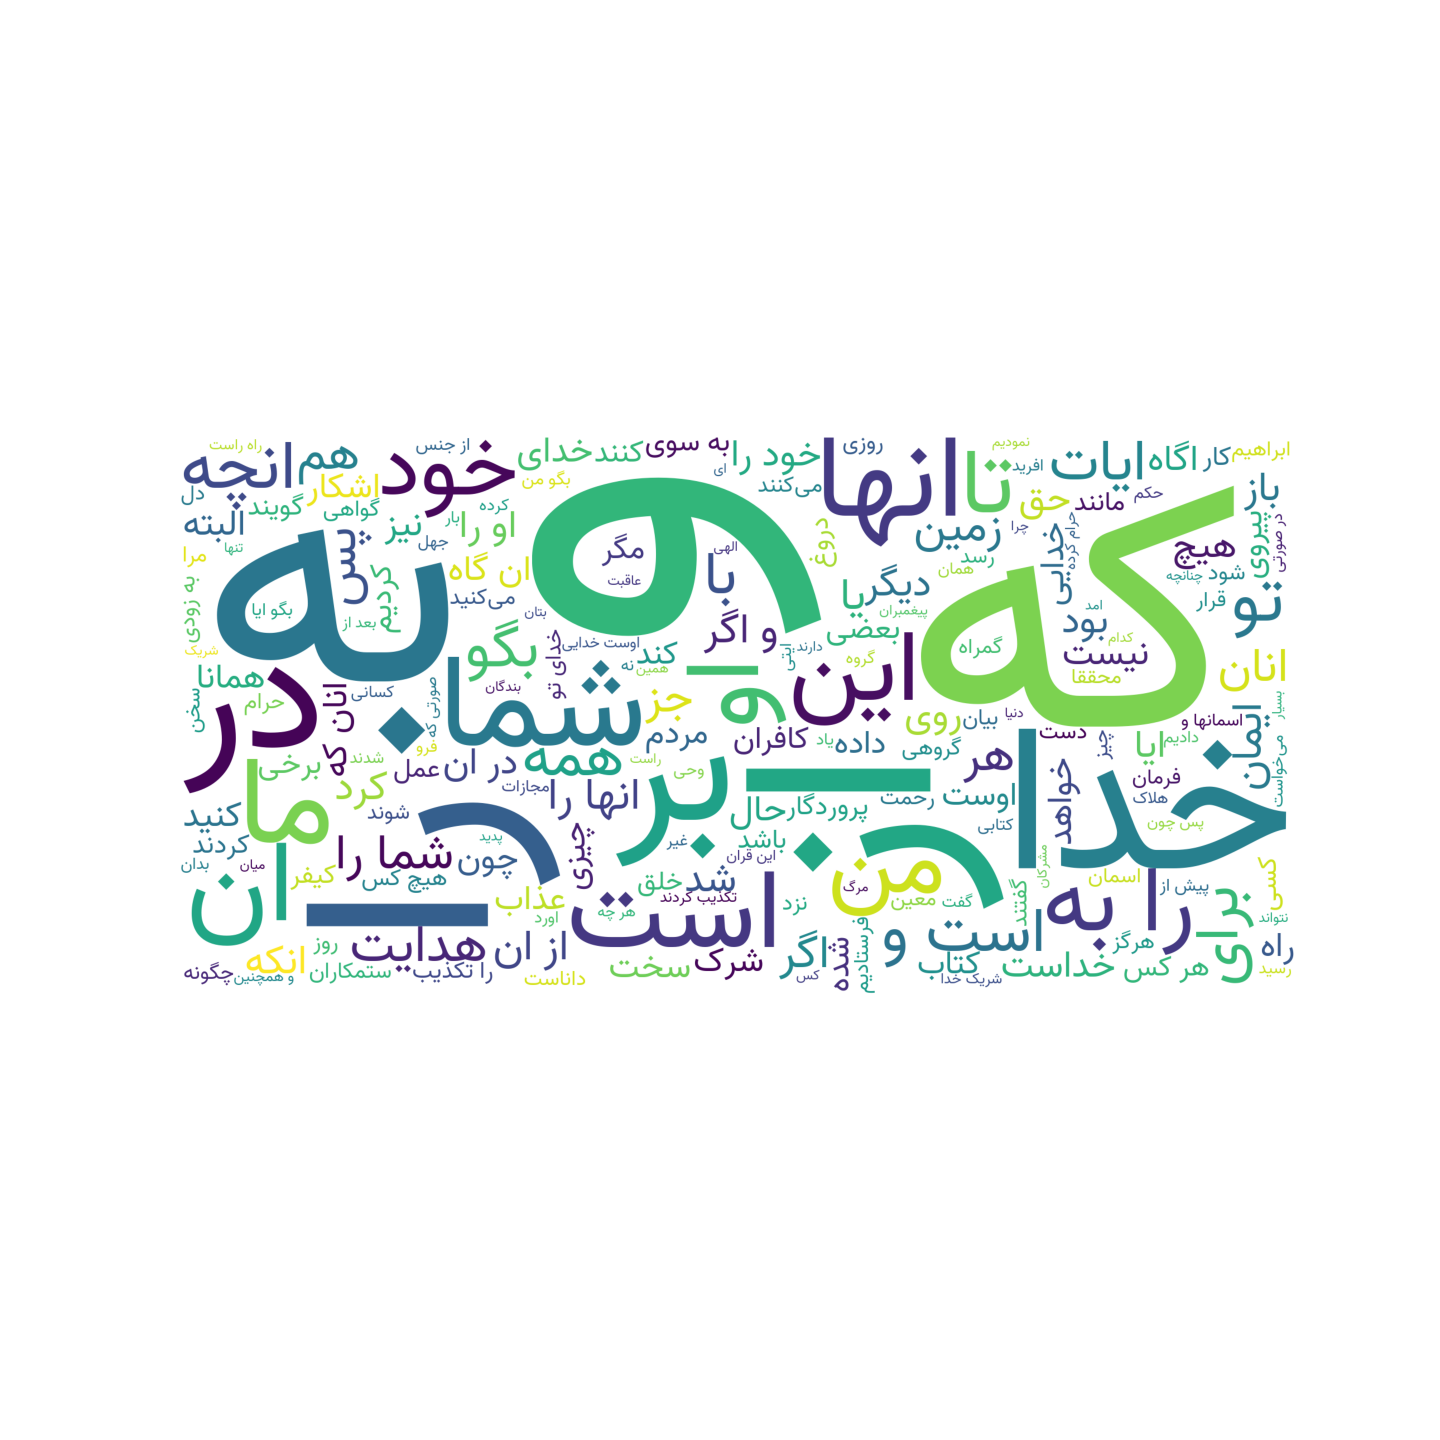 که
و
به
خدا
در
شما
بر
از
را
است
این
انها
خود
ما
ان
او
من
تا
را به
است و
انچه
هم
اشکار
راه راست
از جنس
خدای
کنند
به سوی
خود را
روزی
ای
می‌کنند
نمودیم
افرید
ایات
اگاه
کار
ابراهیم
باز
دل
گواهی
گویند
البته
نیز
او را
بار
کرده
بگو من
جهل
پس
تنها
مرا
به زودی
بگو ایا
بعد از
کردیم
شریک
ان گاه
می‌کنید
مگر
عاقبت
الهی
با
بتان
بگو
و اگر
دروغ
زمین
حق
مانند
حکم
چرا
حرام کرده
خدایی
رسد
همان
دیگر
یا
پیغمبران
بعضی
هیچ
پیروی
در صورتی
چنانچه
شود
قرار
تو
امد
بود
کدام
نیست
محققا
گمراه
انان
همانا
حرام
سخن
انان که
کسانی
صورتی که
بندگان
خدای تو
اوست خدایی
نه
کند
همین
ایتی
دارند
گروه
جز
مردم
کافران
یاد
داده
گروهی
روی
بیان
دنیا
دست
چیز
دادیم
ایا
اسمانها و
بسیار
ایمان
می‌خواست
برخی
شدند
فرو
عمل
در ان
همه
راست
وحی
مجازات
انها را
کرد
شوند
هر
اوست
رحمت
پروردگار
حال
باشد
کتابی
خواهد
فرمان
هلاک
پس چون
کنید
کردند
بدان
میان
کیفر
شما را
هیچ کس
چون
پدید
چیزی
غیر
این قران
شد
خلق
تکذیب کردند
هر چه
نزد
مرگ
معین
گفت
گفتند
مشرکان
اسمان
پیش از
کسی
نتواند
برای
عذاب
اورد
از ان
هدایت
روز
انکه
چگونه
و همچنین
ستمکاران
را تکذیب
داناست
سخت
شرک
اگر
کس
شده
فرستادیم
کتاب
شریک خدا
خداست
هر کس
هرگز
راه
رسید